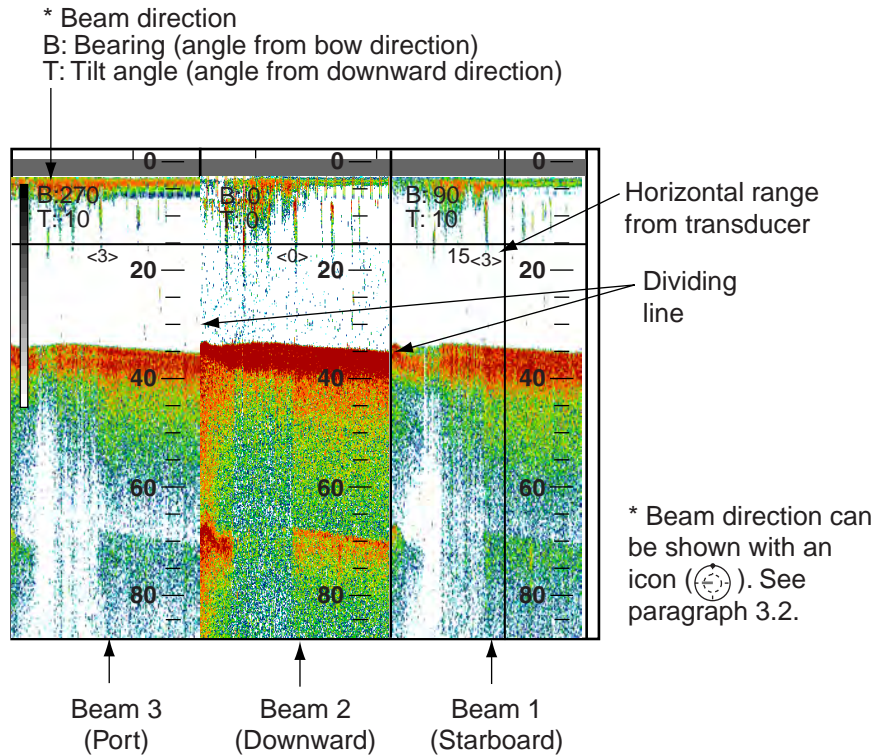 * Beam direction
B: Bearing (angle from bow direction)
T: Tilt angle (angle from downward direction)
0 0 0
B:270 B: 0 B: 90
T: 10 T: 0 T: 10
Horizontal range
from transducer
<3> <0> 15<3>
20 20 20
Dividing
line
40 40 40
60 60 60
80 80 80
* Beam direction can
be shown with an
icon ( ). See
paragraph 3.2.
Beam 3
(Port)
Beam 2
(Downward)
Beam 1
(Starboard)